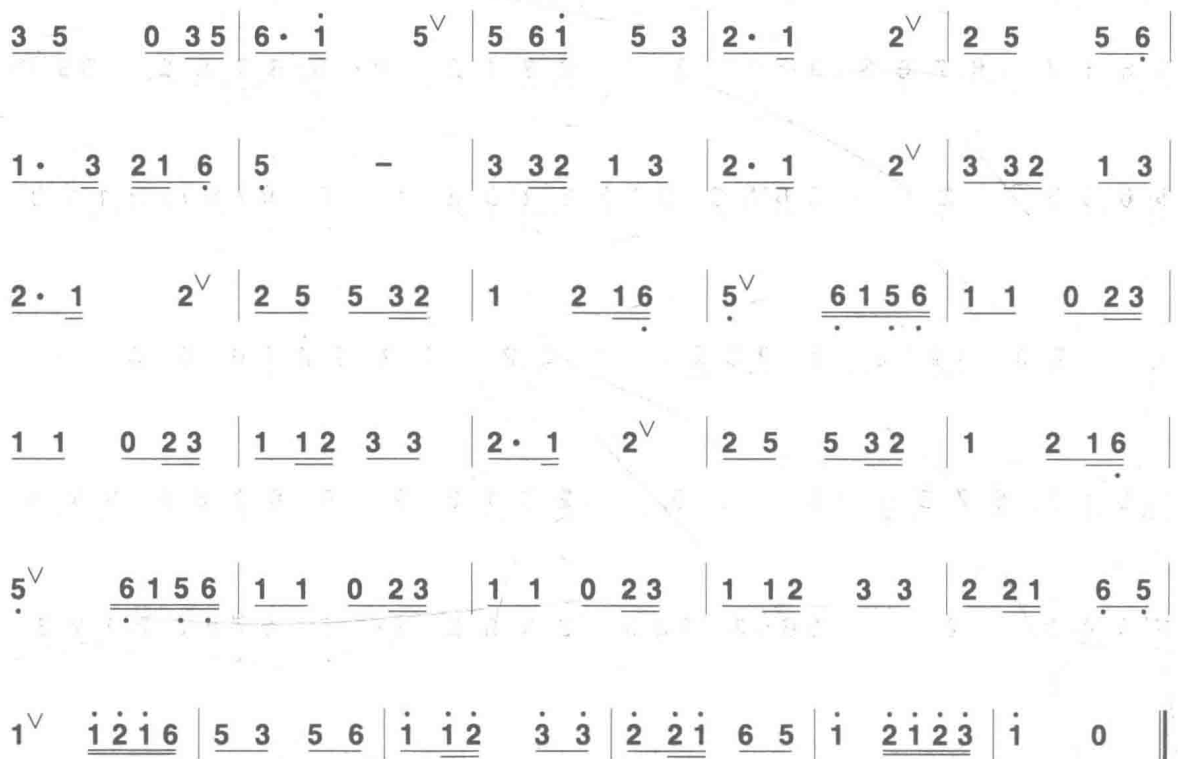 3 5 0 3 5 | 6 · i̇ 5 ∨ | 5 6 i̇ 5 3 | 2 · 1 2 ∨ | 2 5 5 6̣ |
1 · 3 2 1 6̣ | 5̣ – | 3 3 2 1 3 | 2 · 1 2 ∨ | 3 3 2 1 3 |
2 · 1 2 ∨ | 2 5 5 3 2 | 1 2 1 6̣ | 5̣ ∨ 6̣ 1 5̣ 6̣ | 1 1 0 2 3 |
1 1 0 2 3 | 1 1 2 3 3 | 2 · 1 2 ∨ | 2 5 5 3 2 | 1 2 1 6̣ |
5̣ ∨ 6̣ 1 5̣ 6̣ | 1 1 0 2 3 | 1 1 0 2 3 | 1 1 2 3 3 | 2 2 1 6̣ 5̣ |
1 ∨ 1̇ 2̇ 1̇ 6 | 5 3 5 6 | 1̇ 1̇ 2̇ 3̇ 3̇ | 2̇ 2̇ 1̇ 6 5 | 1̇ 2̇ 1̇ 2̇ 3̇ | 1̇ 0 ‖